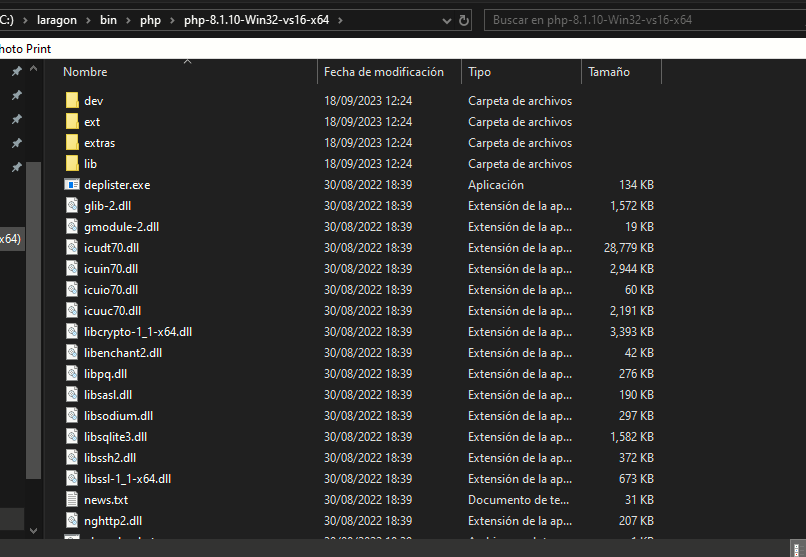 C:) > laragon > bin > php > php-8.1.10-Win32-vs16-x64 > Buscar en php-8.1.10-Win32-vs16-x64
hoto Print
Nombre Fecha de modificación Tipo Tamaño
dev 18/09/2023 12:24 Carpeta de archivos
ext 18/09/2023 12:24 Carpeta de archivos
extras 18/09/2023 12:24 Carpeta de archivos
lib 18/09/2023 12:24 Carpeta de archivos
deplister.exe 30/08/2022 18:39 Aplicación 134 KB
glib-2.dll 30/08/2022 18:39 Extensión de la ap... 1,572 KB
gmodule-2.dll 30/08/2022 18:39 Extensión de la ap... 19 KB
icudt70.dll 30/08/2022 18:39 Extensión de la ap... 28,779 KB
x64)
icuin70.dll 30/08/2022 18:39 Extensión de la ap... 2,944 KB
icuio70.dll 30/08/2022 18:39 Extensión de la ap... 60 KB
icuuc70.dll 30/08/2022 18:39 Extensión de la ap... 2,191 KB
libcrypto-1_1-x64.dll 30/08/2022 18:39 Extensión de la ap... 3,393 KB
libenchant2.dll 30/08/2022 18:39 Extensión de la ap... 42 KB
libpq.dll 30/08/2022 18:39 Extensión de la ap... 276 KB
libsasl.dll 30/08/2022 18:39 Extensión de la ap... 190 KB
libsodium.dll 30/08/2022 18:39 Extensión de la ap... 297 KB
libsqlite3.dll 30/08/2022 18:39 Extensión de la ap... 1,582 KB
libssh2.dll 30/08/2022 18:39 Extensión de la ap... 372 KB
libssl-1_1-x64.dll 30/08/2022 18:39 Extensión de la ap... 673 KB
news.txt 30/08/2022 18:39 Documento de te... 31 KB
nghttp2.dll 30/08/2022 18:39 Extensión de la ap... 207 KB